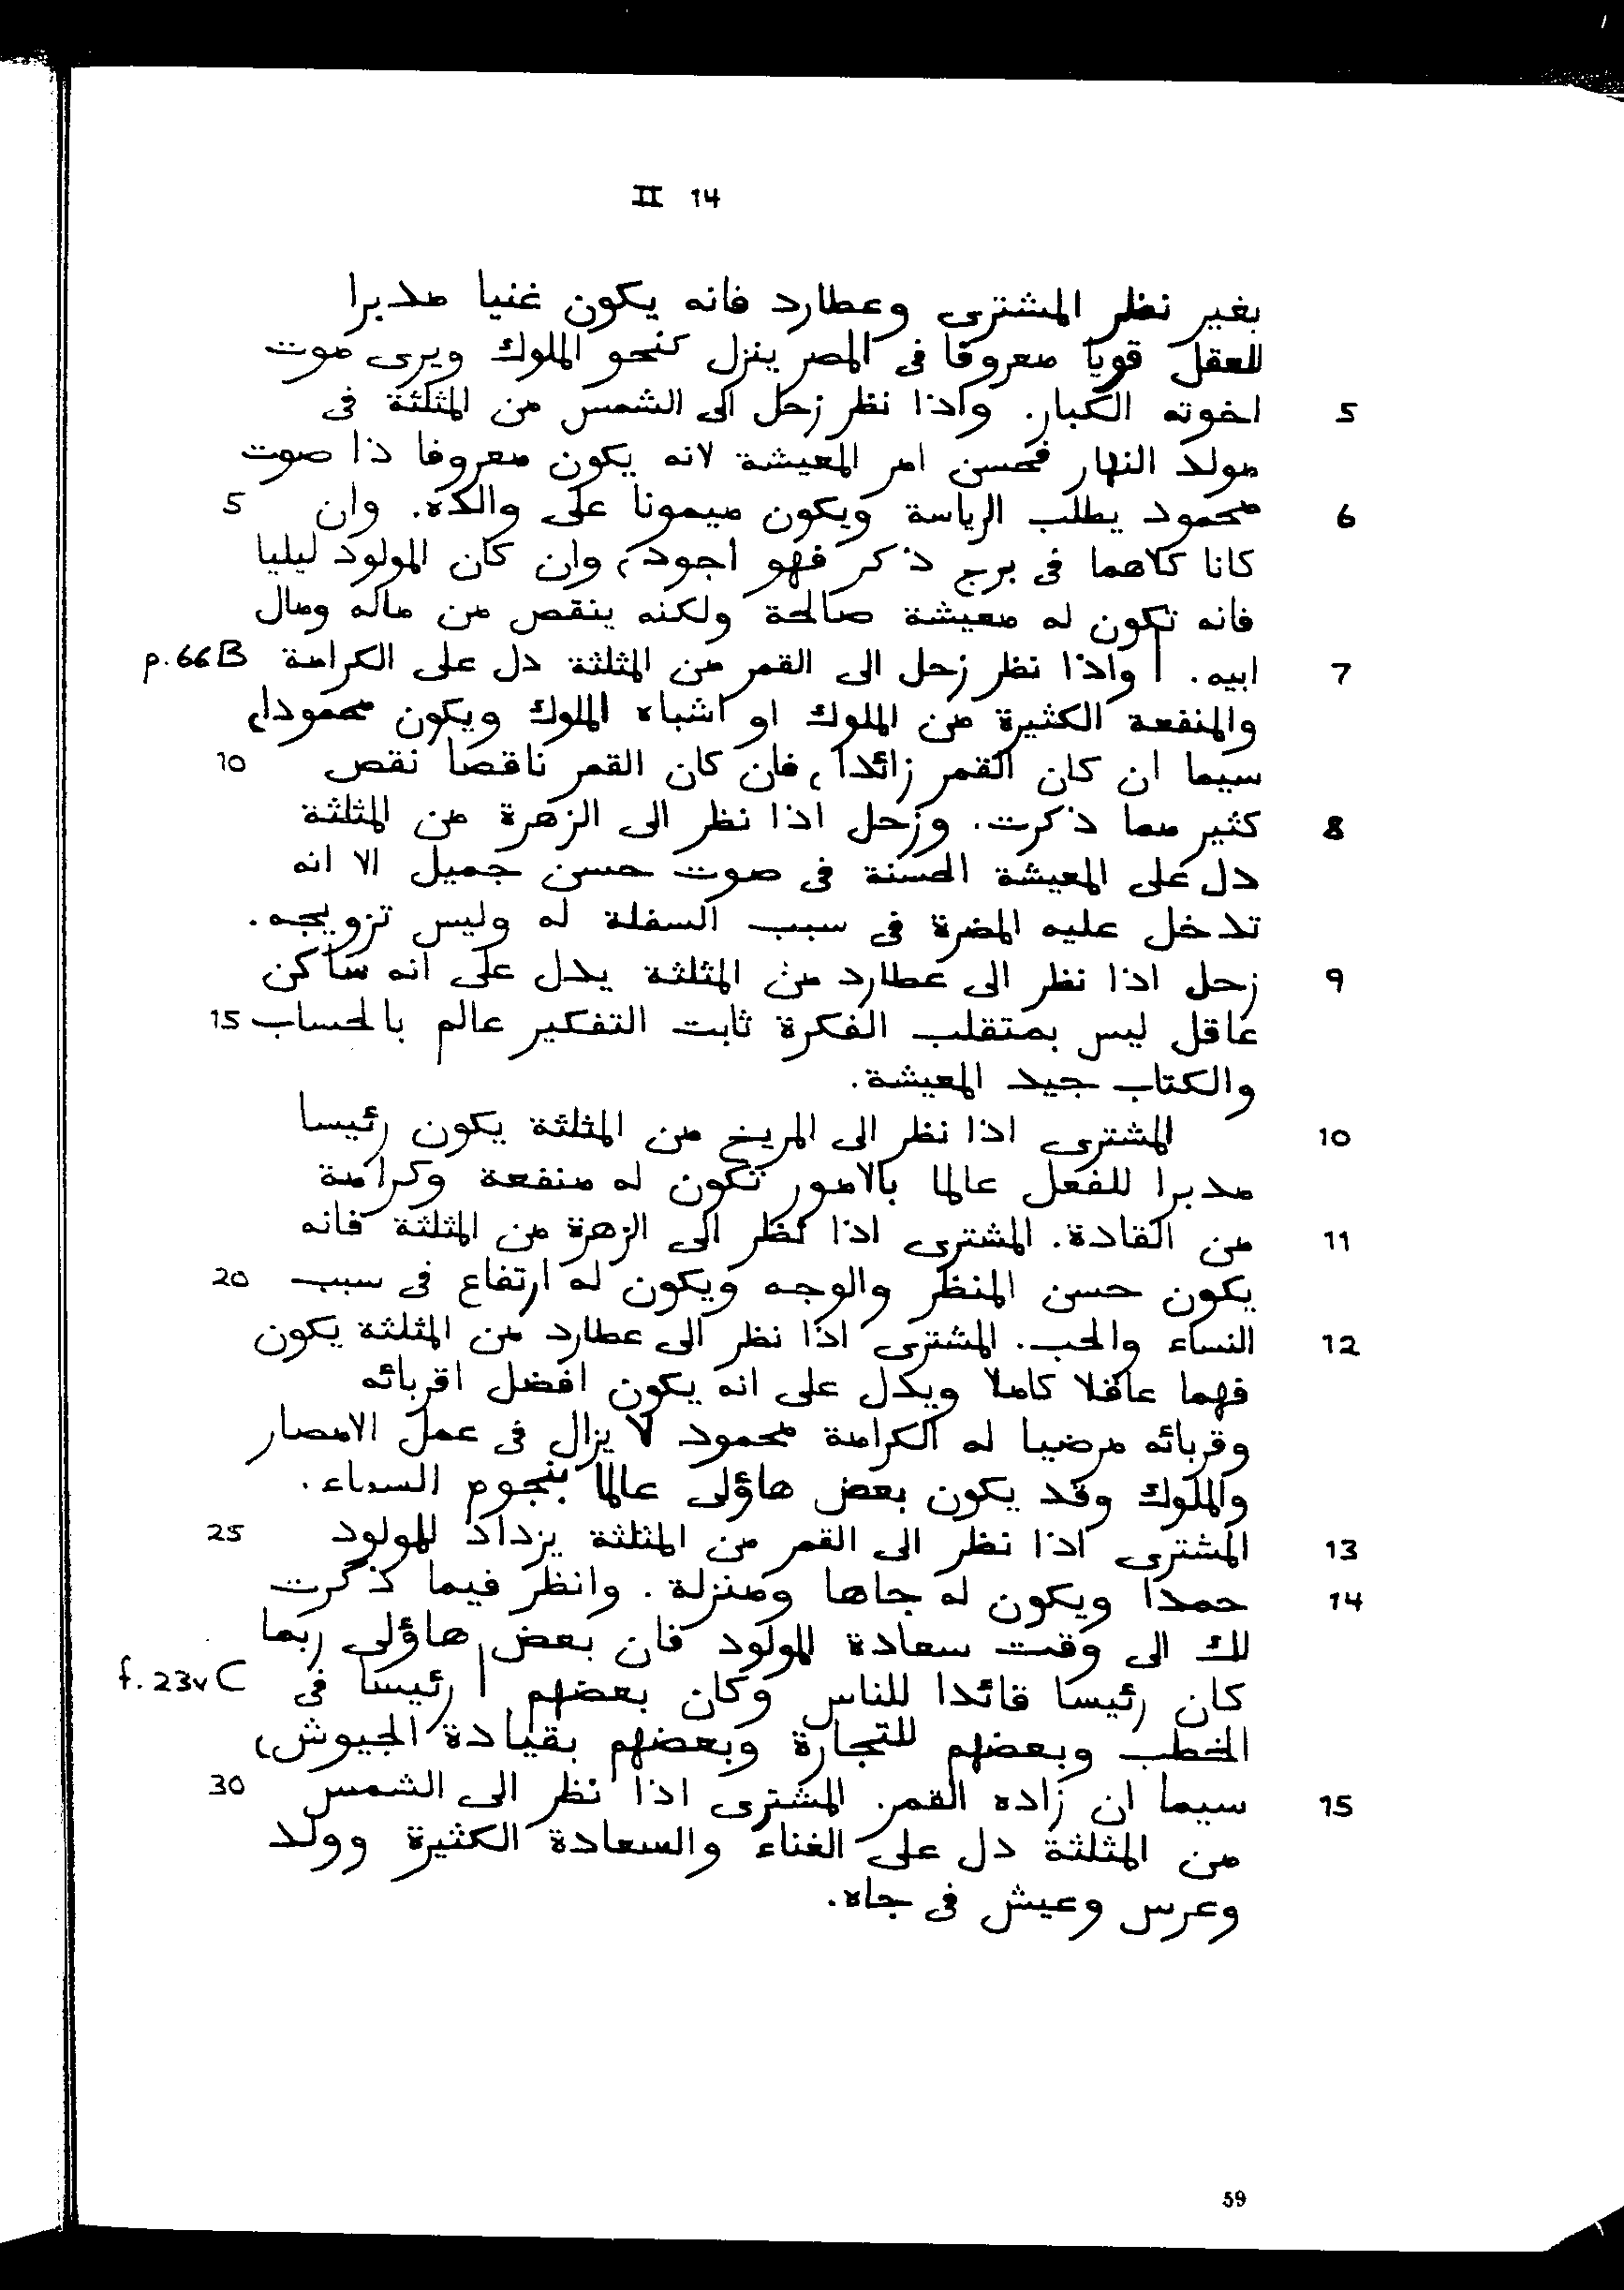 II 14
بغير نظر المشترى وعطارد فانه يكون غنيا مدبرا
للعقل قويا معروفا فى المصر ينزل كنحو الملوك ويرى موت
5 اخوته الكبار. واذا نظر زحل الى الشمس من المثلثة فى
مولد النهار فحسن امر المعيشة لانه يكون معروفا ذا صوت
6 محمود يطلب الرياسة ويكون ميمونا على والده. وان 5
كانا كلاهما فى برج ذكر فهو اجود، وان كان المولود ليليا
فانه تكون له معيشة صالحة ولكنه ينقص من ماله ومال
7 ابيه. | واذا نظر زحل الى القمر من المثلثة دل على الكرامة p.66B
والمنفعة الكثيرة من الملوك او اشباه الملوك ويكون محمودا،
سيما ان كان القمر زائدا، فان كان القمر ناقصا نقص 10
8 كثير مما ذكرت. وزحل اذا نظر الى الزهرة من المثلثة
دل على المعيشة الحسنة فى صوت حسن جميل الا انه
تدخل عليه المضرة فى سبب السفلة له وليس تزويجه.
9 زحل اذا نظر الى عطارد من المثلثة يدل على انه ساكن
عاقل ليس بمتقلب الفكرة ثابت التفكير عالم بالحساب 15
والكتاب جيد المعيشة.
10 المشترى اذا نظر الى المريخ من المثلثة يكون رئيسا
مدبرا للفعل عالما بالامور تكون له منفعة وكرامة
11 من القادة. المشترى اذا نظر الى الزهرة من المثلثة فانه
يكون حسن المنظر والوجه ويكون له ارتفاع فى سبب 20
12 النساء والحب. المشترى اذا نظر الى عطارد من المثلثة يكون
فهما عاقلا كاملا ويدل على انه يكون افضل اقربائه
وقربائه مرضيا له الكرامة محمود لا يزال فى عمل الامصار
والملوك وقد يكون بعض هاؤلى عالما بنجوم السماء.
13 المشترى اذا نظر الى القمر من المثلثة يزداد للمولود 25
14 حمدا ويكون له جاها ومنزلة. وانظر فيما ذكرت
لك الى وقت سعادة المولود فان بعض هاؤلى ربما
كان رئيسا قائدا للناس وكان بعضهم | رئيسا فى f.23v C
الخطب وبعضهم للتجارة وبعضهم بقيادة الجيوش،
15 سيما ان زاده القمر. المشترى اذا نظر الى الشمس 30
من المثلثة دل على الغناء والسعادة الكثيرة وولد
وعرس وعيش فى جاه.
59